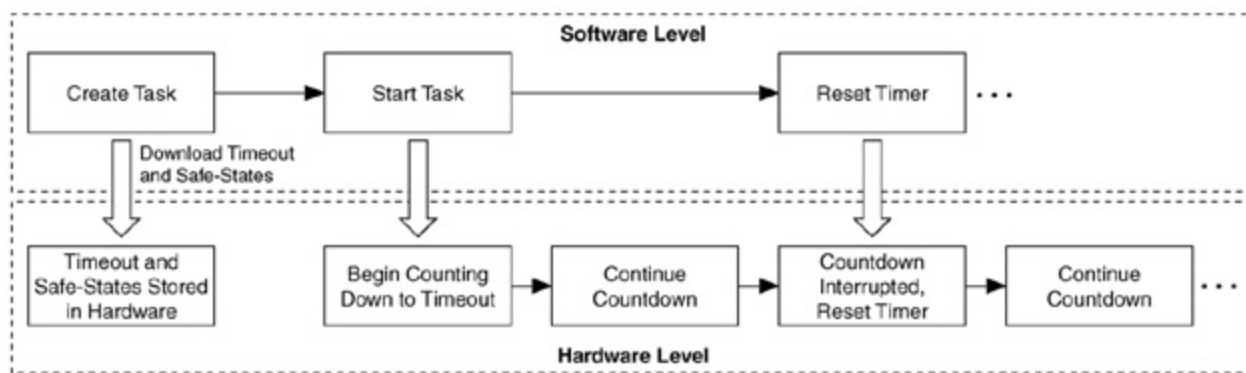 Software Level
Create Task
Start Task
Reset Timer
...
Download Timeout
and Safe-States
Timeout and
Safe-States Stored
in Hardware
Begin Counting
Down to Timeout
Continue
Countdown
Countdown
Interrupted,
Reset Timer
Continue
Countdown
...
Hardware Level